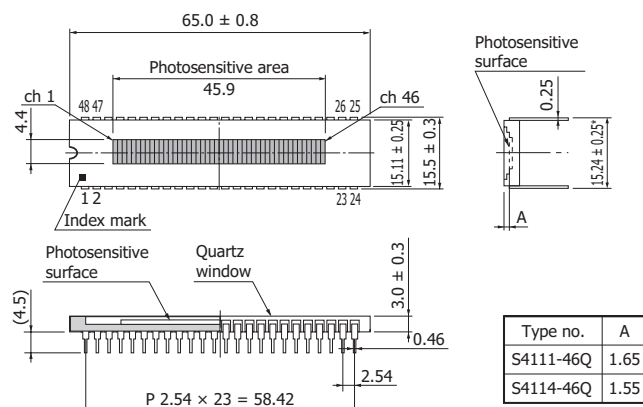 65.0 ± 0.8
Photosensitive area
45.9
ch 1
ch 46
48 47
26 25
4.4
15.11 ± 0.25
15.5 ± 0.3
1 2
23 24
Index mark
Photosensitive
surface
0.25
15.24 ± 0.25*
A
Photosensitive
surface
Quartz
window
(4.5)
3.0 ± 0.3
0.46
2.54
P 2.54 × 23 = 58.42
Type no. A
S4111-46Q 1.65
S4114-46Q 1.55